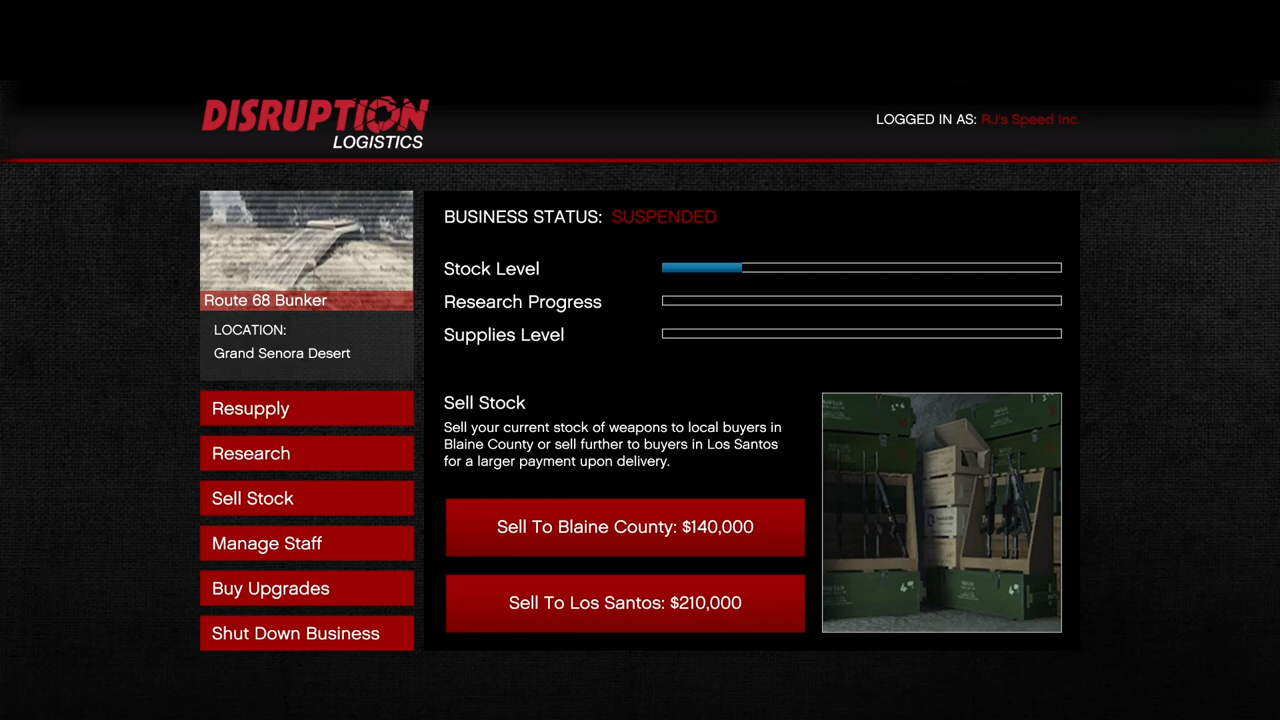 DISRUPTION
LOGISTICS
LOGGED IN AS: RJ's Speed Inc.
Route 68 Bunker
LOCATION:
Grand Senora Desert
Resupply
Research
Sell Stock
Manage Staff
Buy Upgrades
Shut Down Business
BUSINESS STATUS: SUSPENDED
Stock Level
Research Progress
Supplies Level
Sell Stock
Sell your current stock of weapons to local buyers in
Blaine County or sell further to buyers in Los Santos
for a larger payment upon delivery.
Sell To Blaine County: $140,000
Sell To Los Santos: $210,000